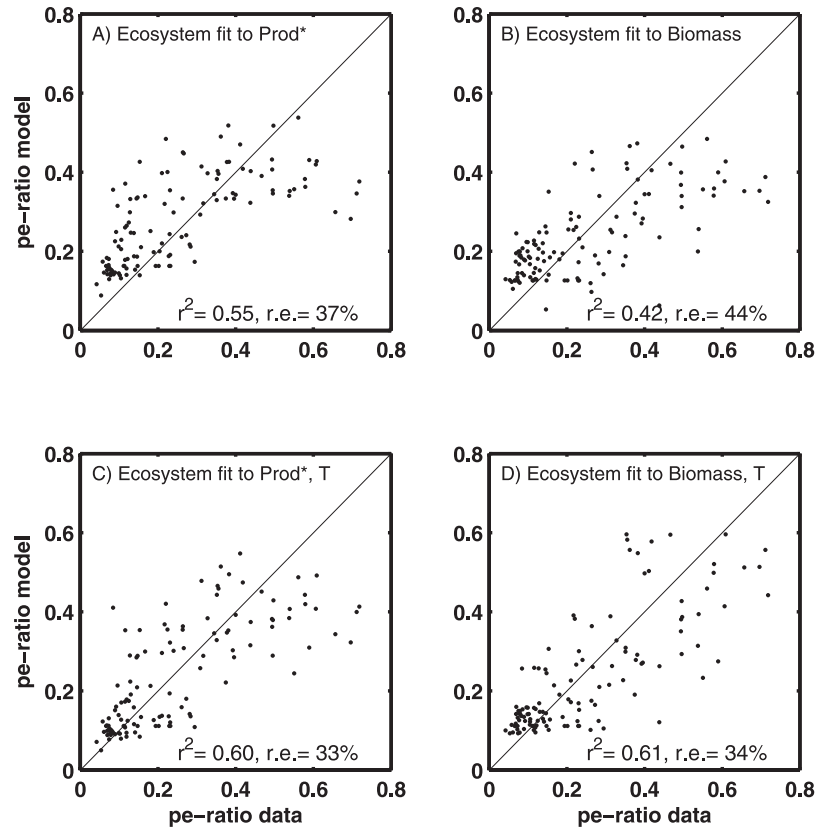 0.8
A) Ecosystem fit to Prod*
0.6
0.4
0.2
0
pe-ratio model
r2= 0.55, r.e.= 37%
0 0.2 0.4 0.6 0.8
0.8
B) Ecosystem fit to Biomass
0.6
0.4
0.2
0
r2= 0.42, r.e.= 44%
0 0.2 0.4 0.6 0.8
0.8
C) Ecosystem fit to Prod*, T
0.6
0.4
0.2
0
pe-ratio model
r2= 0.60, r.e.= 33%
0 0.2 0.4 0.6 0.8
pe-ratio data
0.8
D) Ecosystem fit to Biomass, T
0.6
0.4
0.2
0
r2= 0.61, r.e.= 34%
0 0.2 0.4 0.6 0.8
pe-ratio data